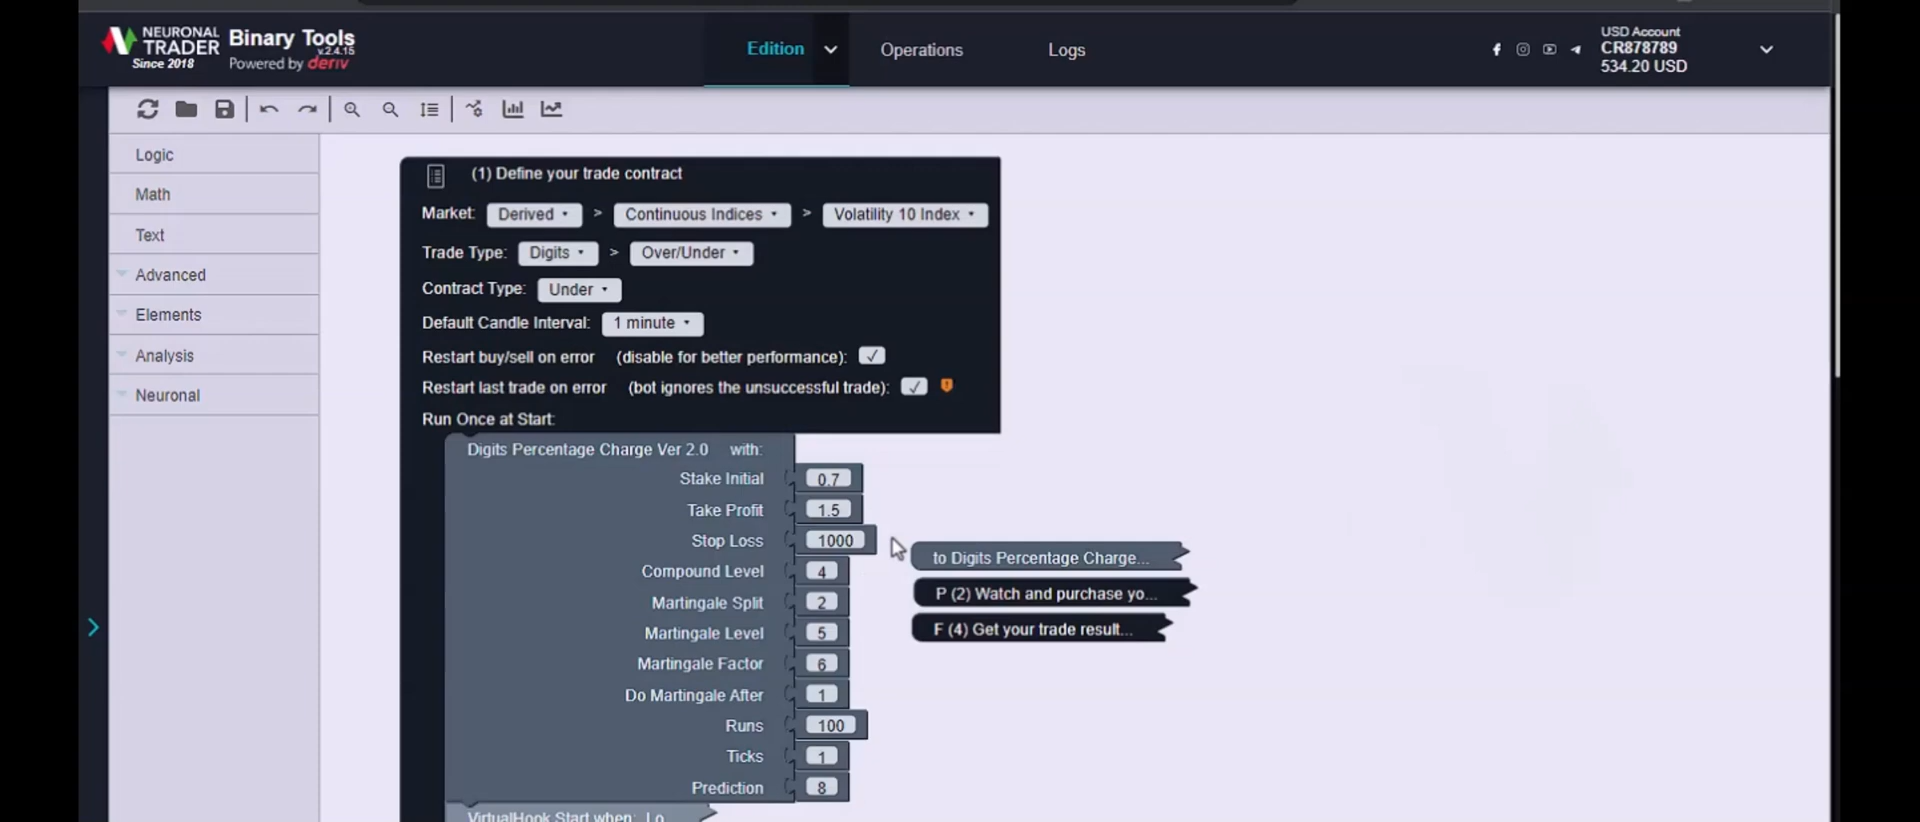 NEURONAL
TRADER
Since 2018
Binary Tools
v.2.4.15
Powered by deriv
Edition
Operations
Logs
USD Account
CR878789
534.20 USD
Logic
Math
Text
Advanced
Elements
Analysis
Neuronal
(1) Define your trade contract
Market: Derived > Continuous Indices > Volatility 10 Index
Trade Type: Digits > Over/Under
Contract Type: Under
Default Candle Interval: 1 minute
Restart buy/sell on error (disable for better performance): ✓
Restart last trade on error (bot ignores the unsuccessful trade): ✓
Run Once at Start:
Digits Percentage Charge Ver 2.0 with:
Stake Initial 0.7
Take Profit 1.5
Stop Loss 1000
Compound Level 4
Martingale Split 2
Martingale Level 5
Martingale Factor 6
Do Martingale After 1
Runs 100
Ticks 1
Prediction 8
VirtualHook Start when: Lo
to Digits Percentage Charge...
P (2) Watch and purchase yo...
F (4) Get your trade result...